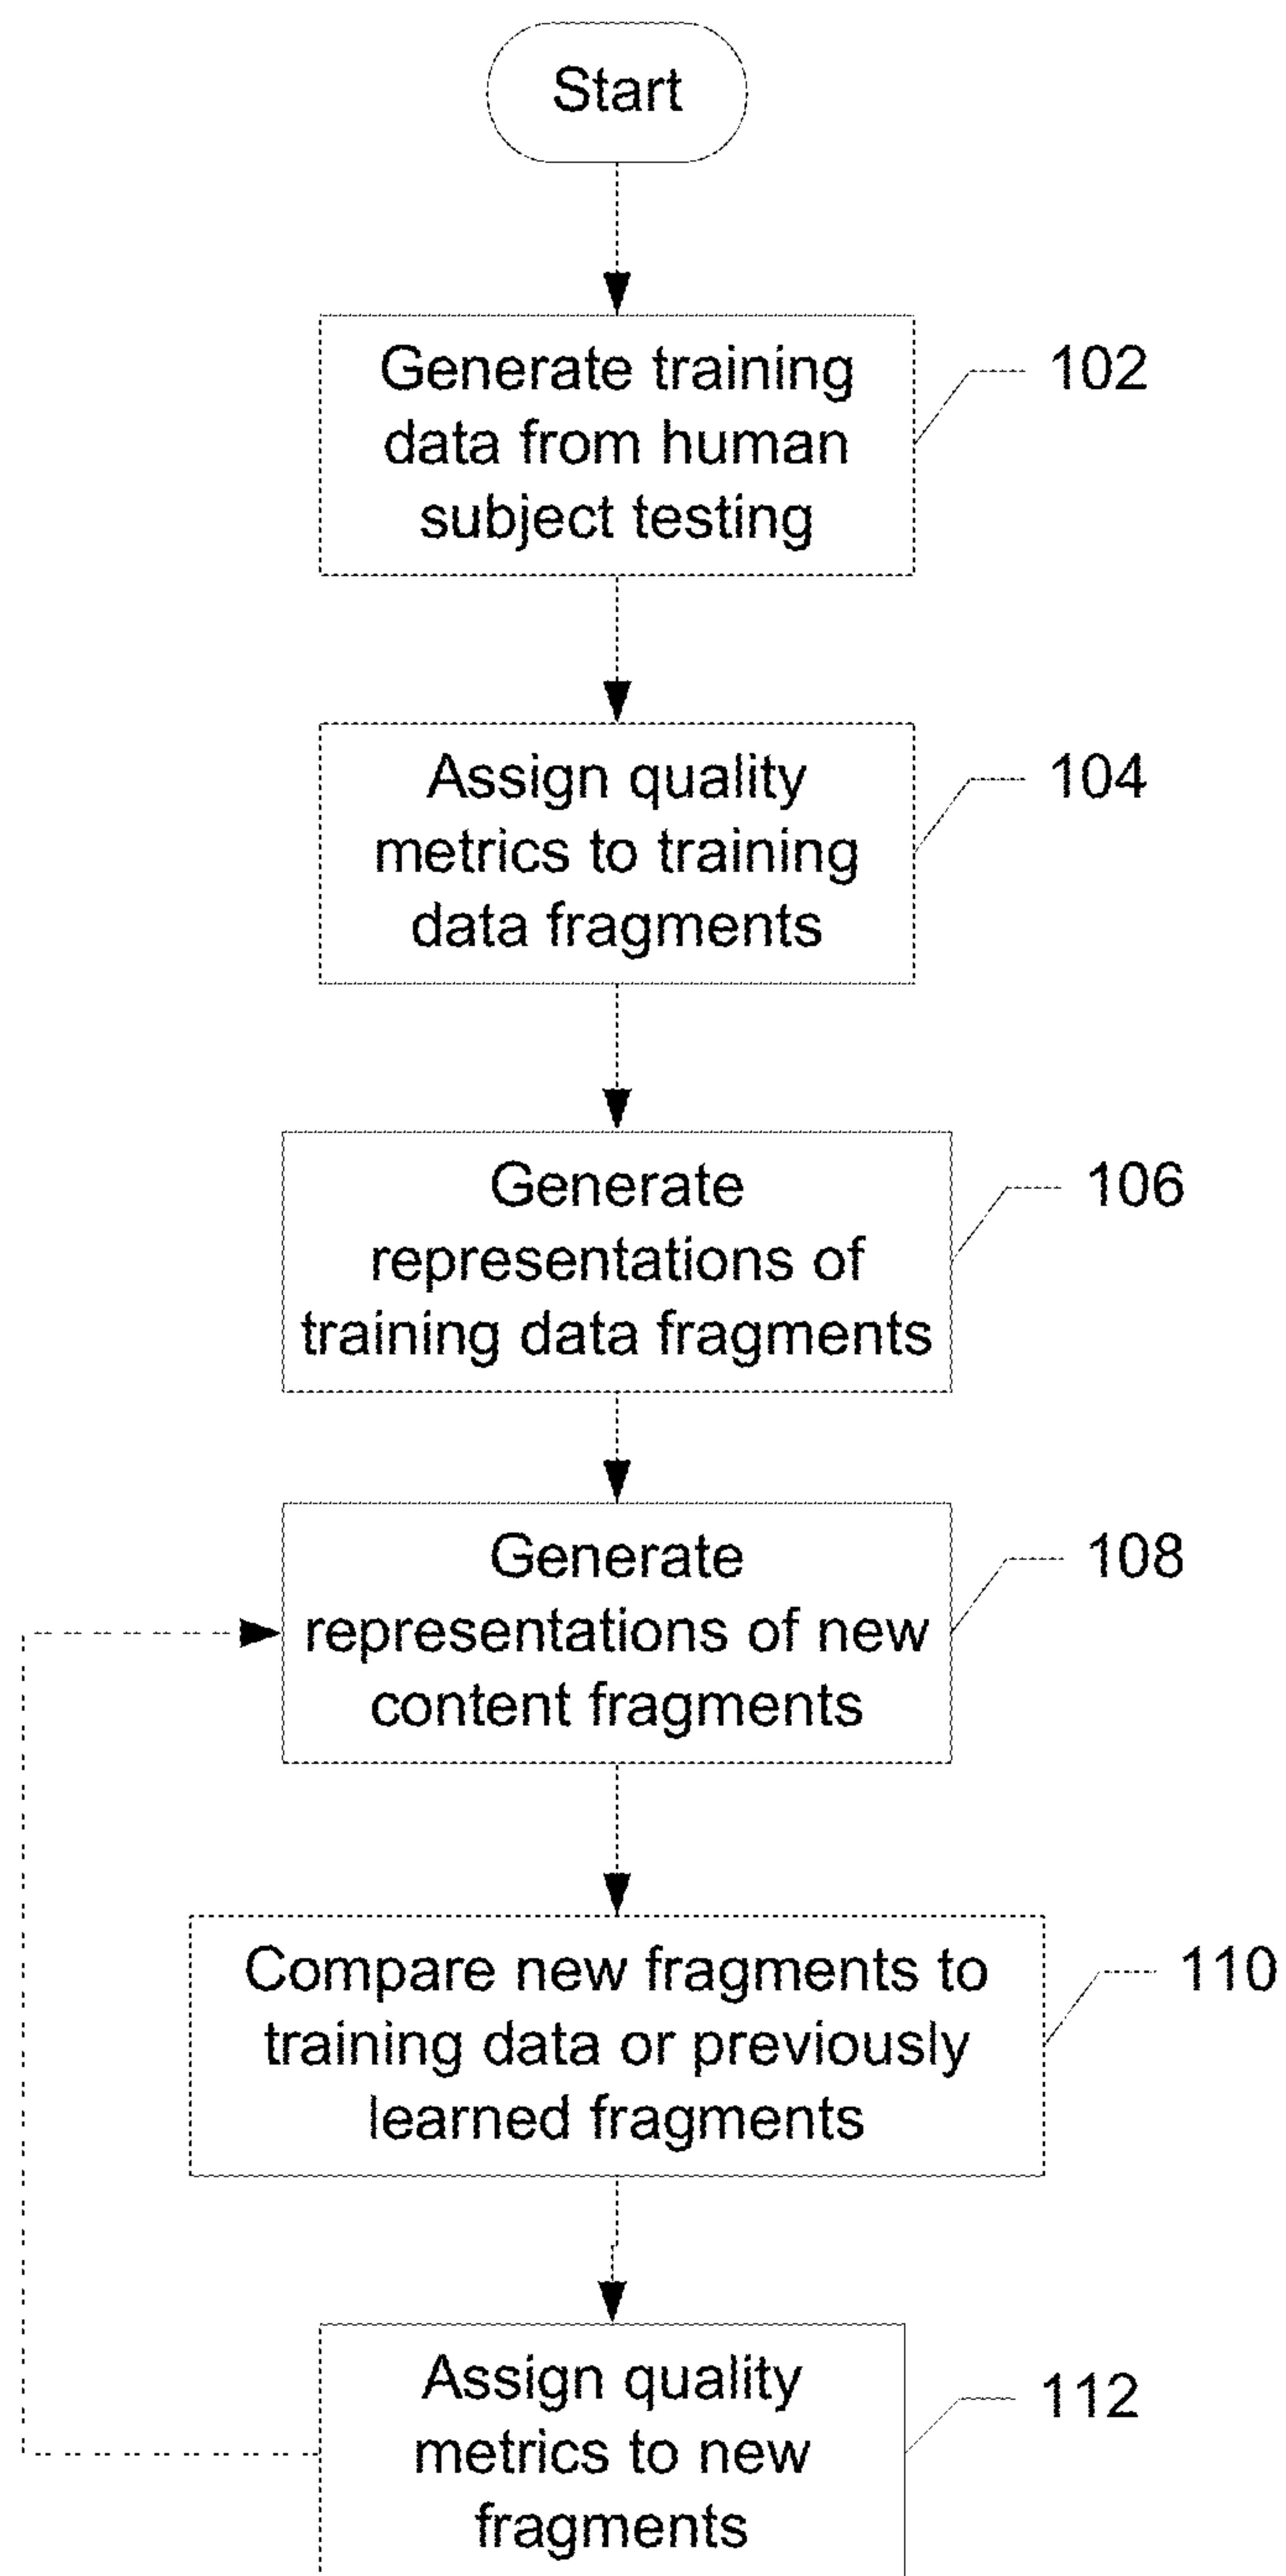 Start
Generate training
data from human
subject testing
102
Assign quality
metrics to training
data fragments
104
Generate
representations of
training data fragments
106
Generate
representations of new
content fragments
108
Compare new fragments to
training data or previously
learned fragments
110
Assign quality
metrics to new
fragments
112